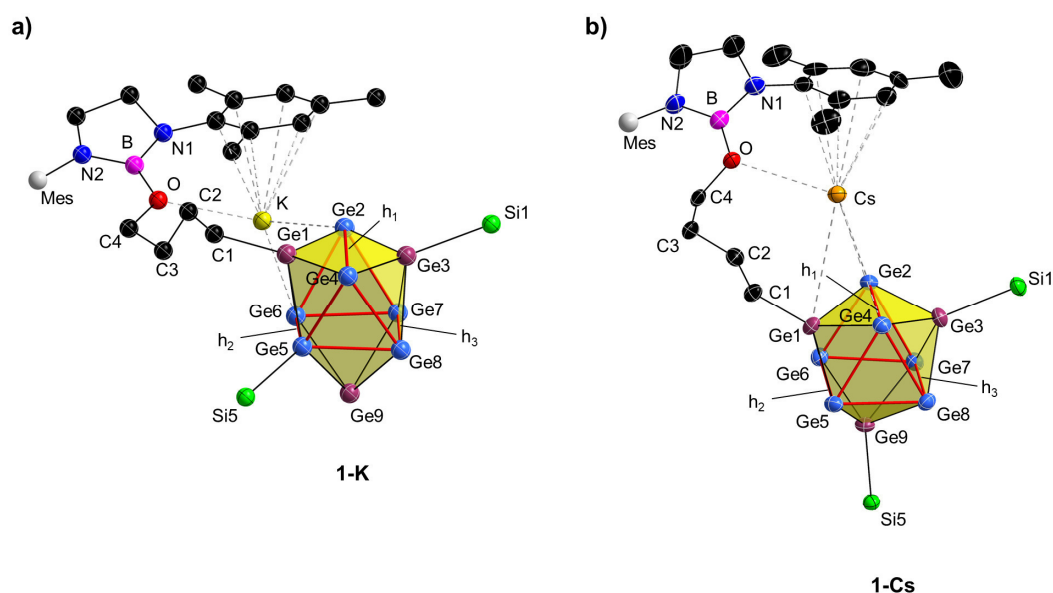 a)
B
N1
N2
Mes
O
C2
K
C4
C3
C1
Ge1
Ge2
h1
Si1
Ge4
Ge3
Ge6
Ge7
h2
h3
Ge5
Ge8
Si5
Ge9
1-K
b)
B
N1
N2
Mes
O
C4
Cs
C3
C2
Ge2
h1
Si1
C1
Ge4
Ge1
Ge3
Ge6
Ge7
h2
h3
Ge5
Ge8
Ge9
Si5
1-Cs